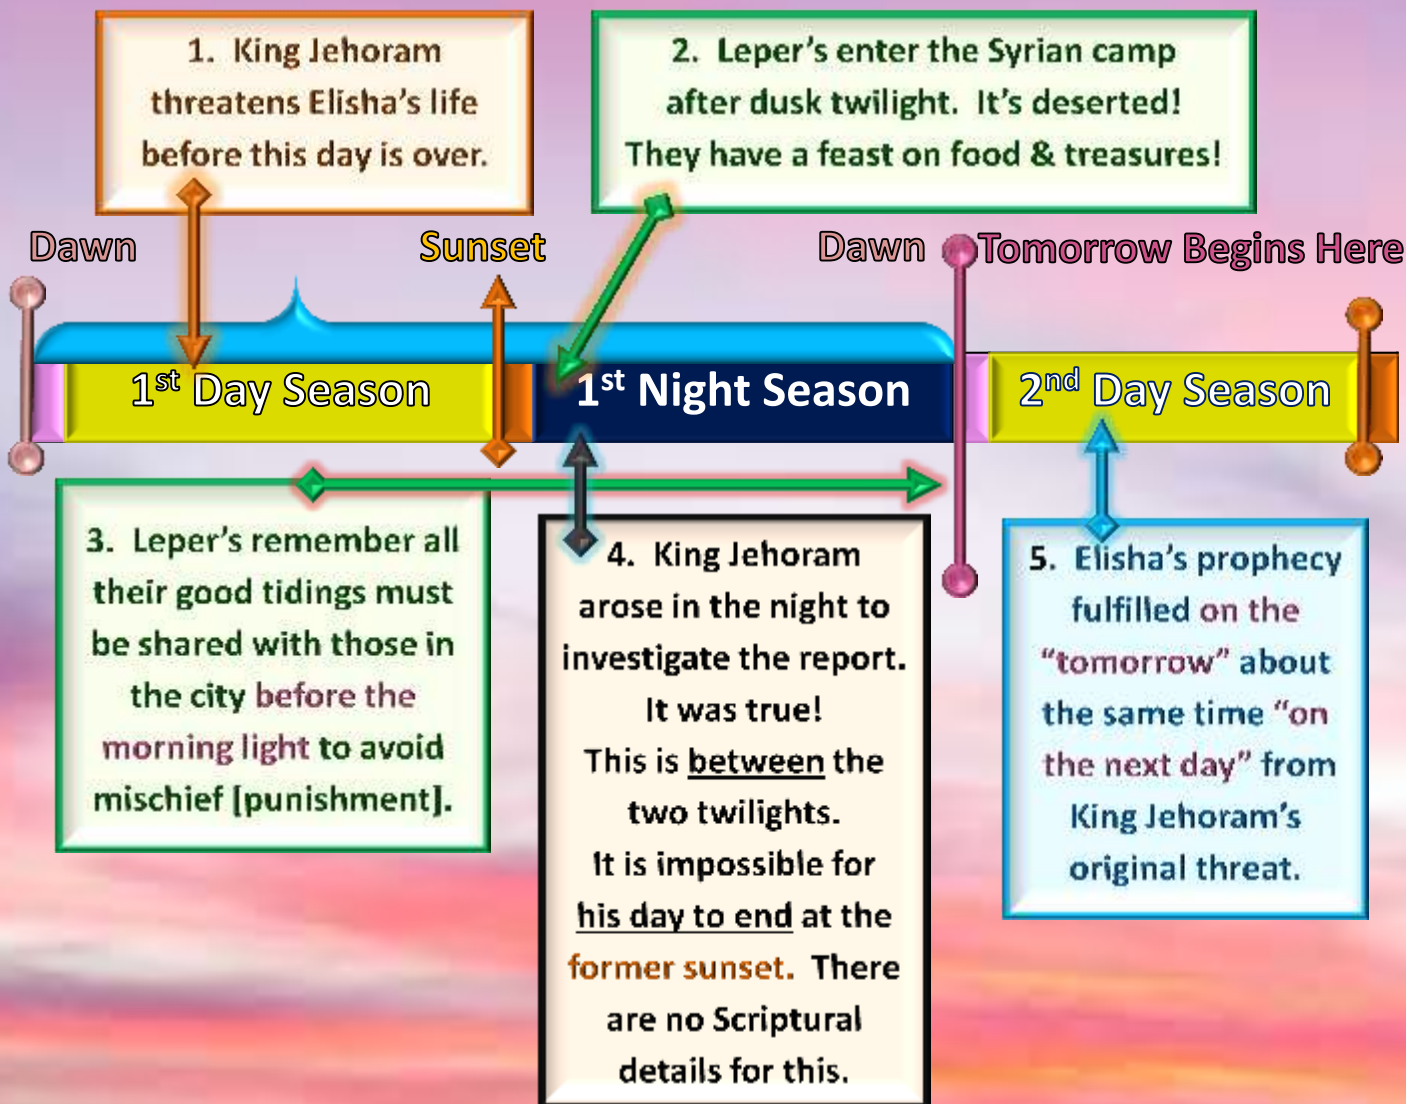 1. King Jehoram
threatens Elisha's life
before this day is over.
2. Leper's enter the Syrian camp
after dusk twilight. It's deserted!
They have a feast on food & treasures!
Dawn
Sunset
Dawn
Tomorrow Begins Here
1st Day Season
1st Night Season
2nd Day Season
3. Leper's remember all
their good tidings must
be shared with those in
the city before the
morning light to avoid
mischief [punishment].
4. King Jehoram
arose in the night to
investigate the report.
It was true!
This is between the
two twilights.
It is impossible for
his day to end at the
former sunset. There
are no Scriptural
details for this.
5. Elisha's prophecy
fulfilled on the
"tomorrow" about
the same time "on
the next day" from
King Jehoram's
original threat.